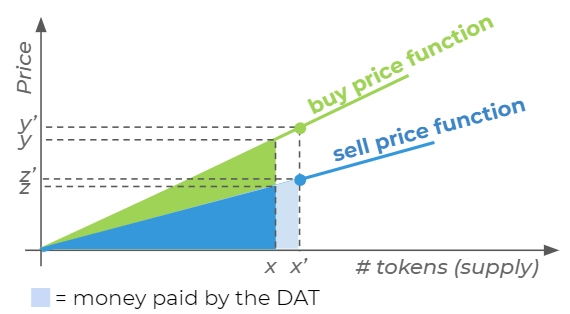 Price
buy price function
sell price function
y'
y
z'
z
x x'
# tokens (supply)
= money paid by the DAT